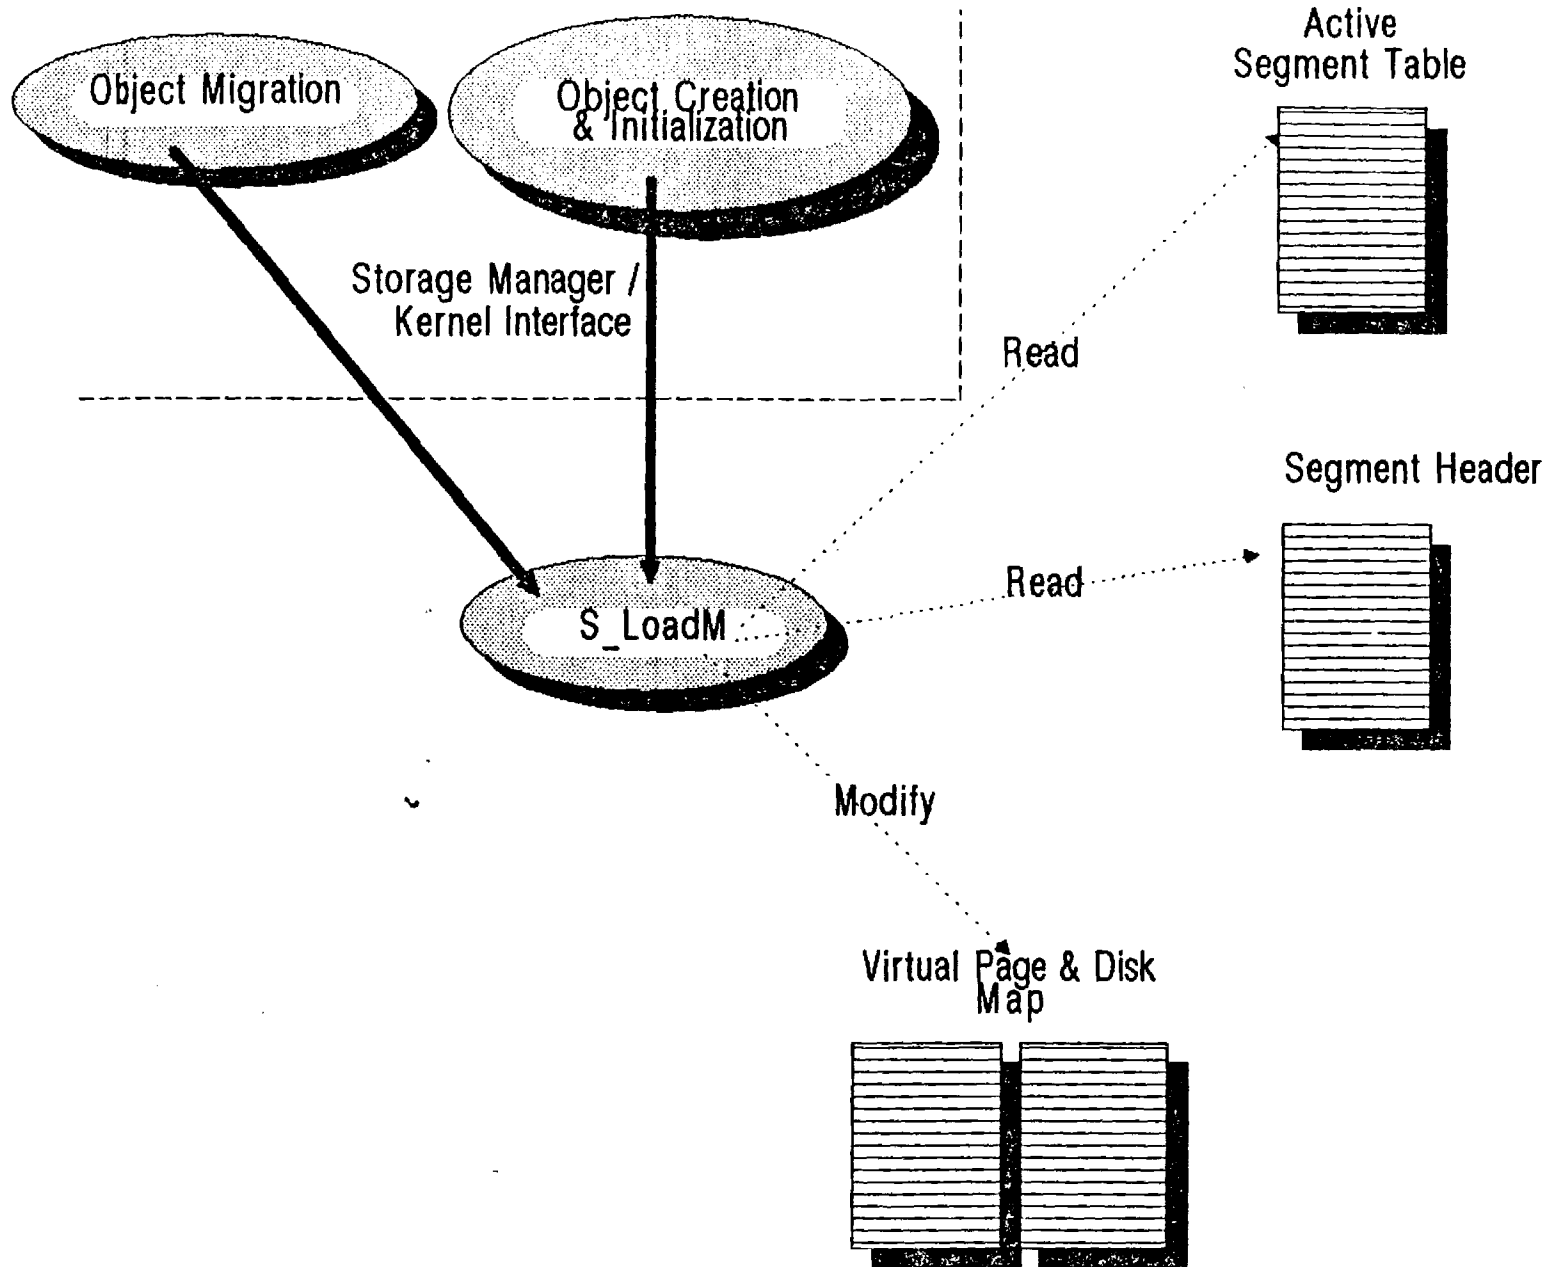 Object Migration
Object Creation
& Initialization
Active
Segment Table
Storage Manager /
Kernel Interface
Read
Segment Header
Read
S_LoadM
Modify
Virtual Page & Disk
Map